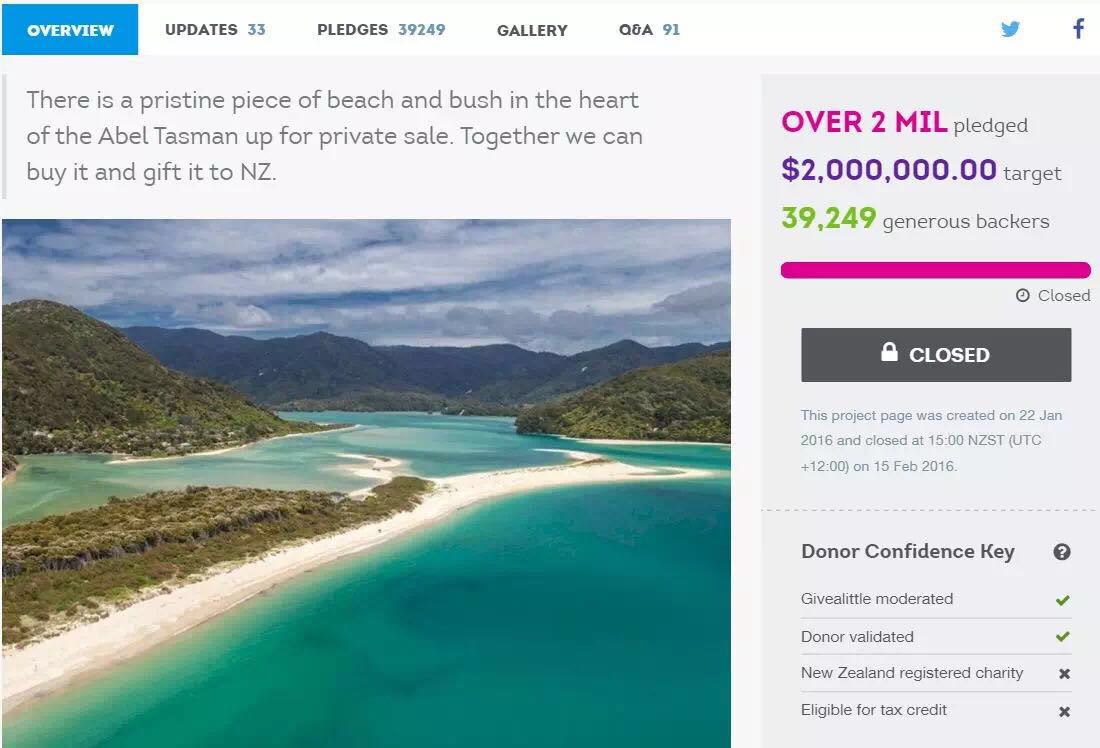 OVERVIEW UPDATES 33 PLEDGES 39249 GALLERY Q&A 91
There is a pristine piece of beach and bush in the heart
of the Abel Tasman up for private sale. Together we can
buy it and gift it to NZ.
OVER 2 MIL pledged
$2,000,000.00 target
39,249 generous backers
Closed
CLOSED
This project page was created on 22 Jan
2016 and closed at 15:00 NZST (UTC
+12:00) on 15 Feb 2016.
Donor Confidence Key
Givealittle moderated
Donor validated
New Zealand registered charity
Eligible for tax credit